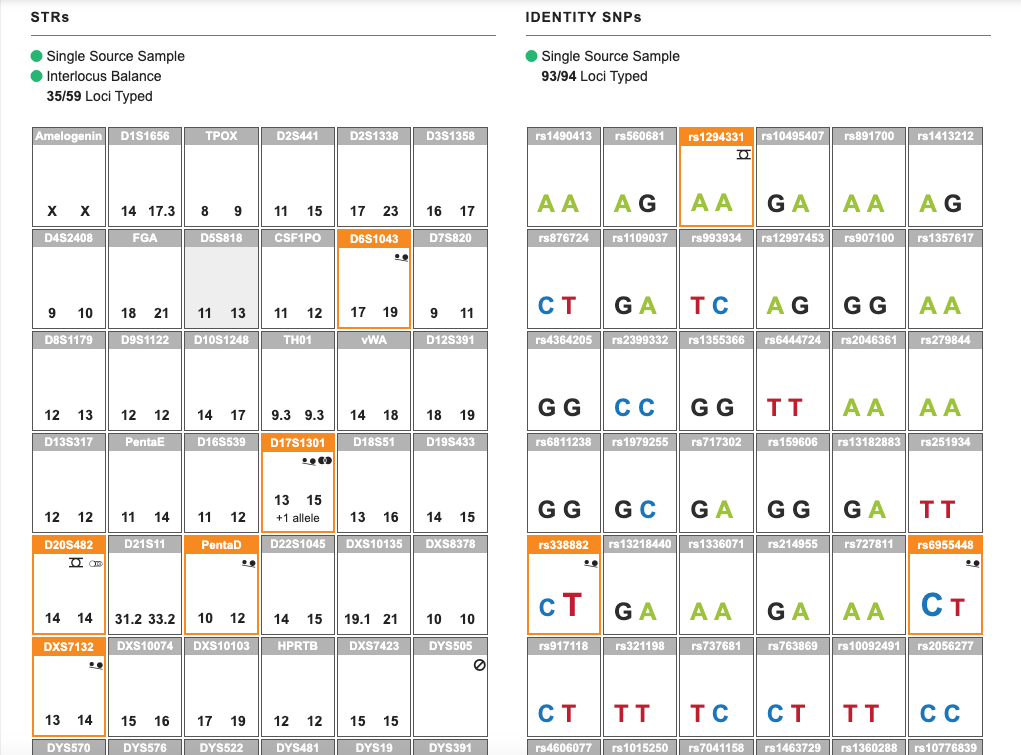 STRs
Single Source Sample
Interlocus Balance
35/59 Loci Typed
Amelogenin D1S1656 TPOX D2S441 D2S1338 D3S1358
X X 14 17.3 8 9 11 15 17 23 16 17
D4S2408 FGA D5S818 CSF1PO D6S1043 D7S820
9 10 18 21 11 13 11 12 17 19 9 11
D8S1179 D9S1122 D10S1248 TH01 vWA D12S391
12 13 12 12 14 17 9.3 9.3 14 18 18 19
D13S317 PentaE D16S539 D17S1301 D18S51 D19S433
12 12 11 14 11 12 13 15 13 16 14 15
+1 allele
D20S482 D21S11 PentaD D22S1045 DXS10135 DXS8378
14 14 31.2 33.2 10 12 14 15 19.1 21 10 10
DXS7132 DXS10074 DXS10103 HPRTB DXS7423 DYS505
13 14 15 16 17 19 12 12 15 15
DYS570 DYS576 DYS522 DYS481 DYS19 DYS391
IDENTITY SNPs
Single Source Sample
93/94 Loci Typed
rs1490413 rs560681 rs1294331 rs10495407 rs891700 rs1413212
A A A G A A G A A A A G
rs876724 rs1109037 rs993934 rs12997453 rs907100 rs1357617
C T G A T C A G G G A A
rs4364205 rs2399332 rs1355366 rs6444724 rs2046361 rs279844
G G C C G G T T A A A A
rs6811238 rs1979255 rs717302 rs159606 rs13182883 rs251934
G G G C G A G G G A T T
rs338882 rs13218440 rs1336071 rs214955 rs727811 rs6955448
C T G A A A G A A A C T
rs917118 rs321198 rs737681 rs763869 rs10092491 rs2056277
C T T T T C C T T T C C
rs4606077 rs1015250 rs7041158 rs1463729 rs1360288 rs10776839